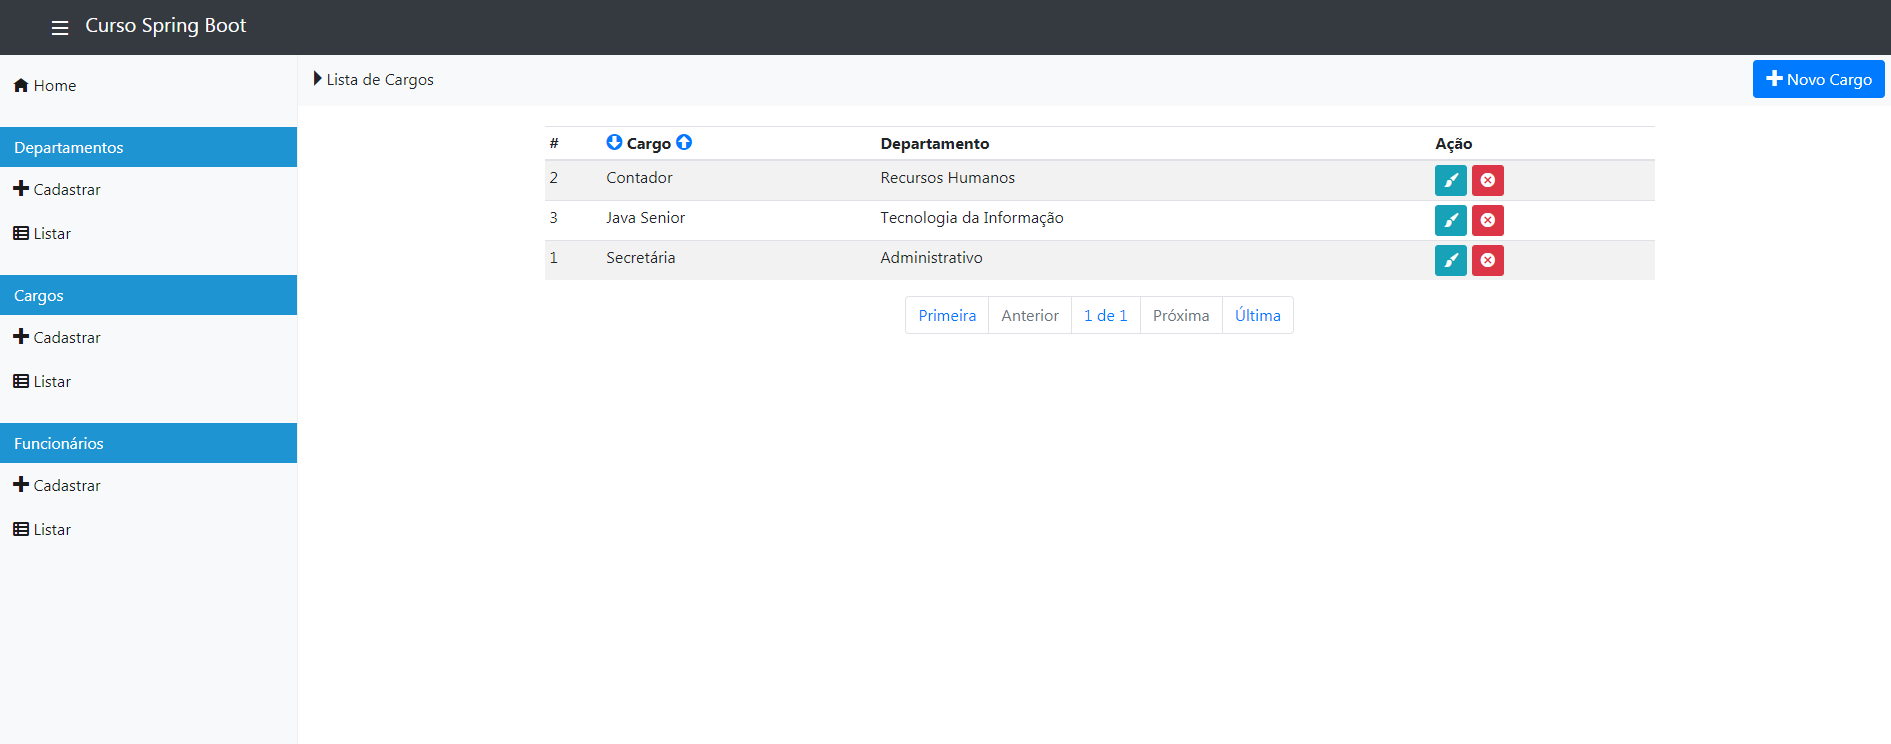 Curso Spring Boot
Home
Departamentos
Cadastrar
Listar
Cargos
Cadastrar
Listar
Funcionários
Cadastrar
Listar
Lista de Cargos
Novo Cargo
# Cargo Departamento Ação
2 Contador Recursos Humanos
3 Java Senior Tecnologia da Informação
1 Secretária Administrativo
Primeira Anterior 1 de 1 Próxima Última